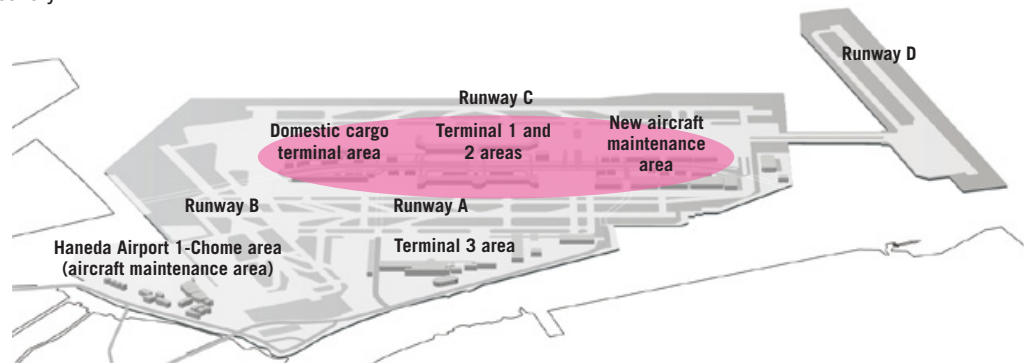 Runway D
Runway C
Domestic cargo
terminal area
Terminal 1 and
2 areas
New aircraft
maintenance
area
Runway B
Runway A
Haneda Airport 1-Chome area
(aircraft maintenance area)
Terminal 3 area